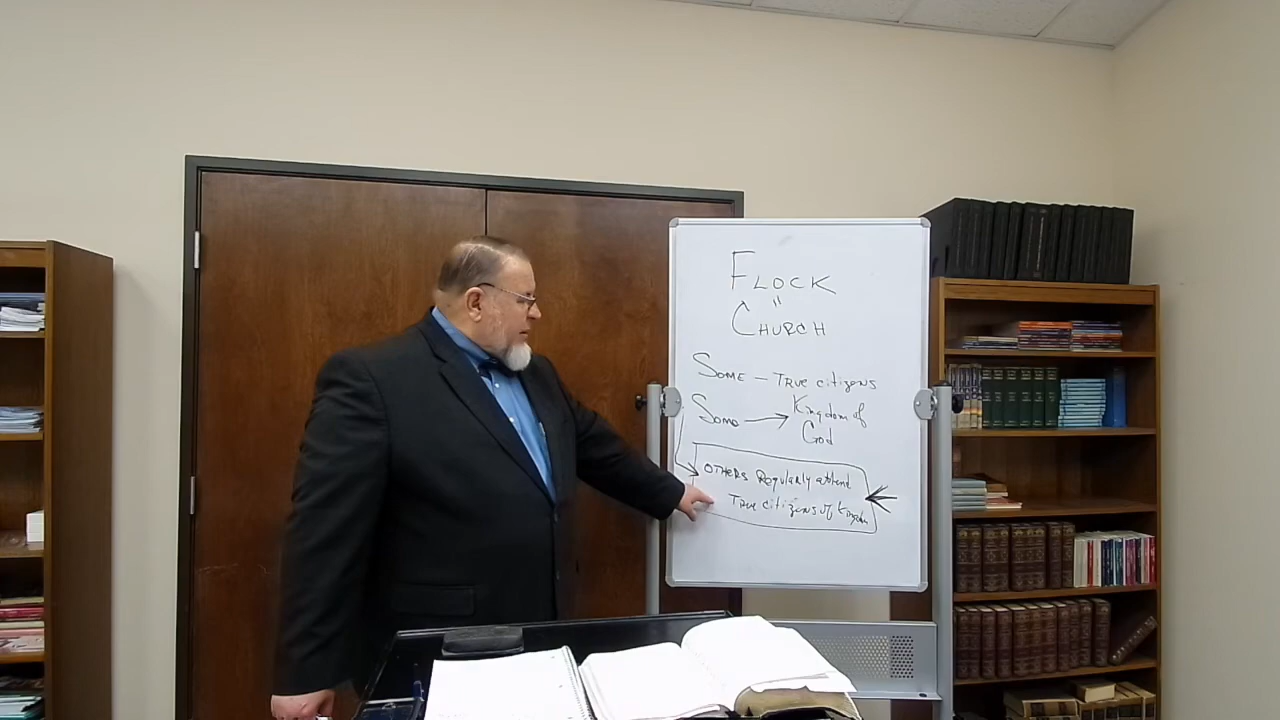 FLOCK
"
CHURCH
SOME — TRUE citizens
SOME → Kingdom of
God
OTHERS Regularly attend
TRUE citizens of Kingdom